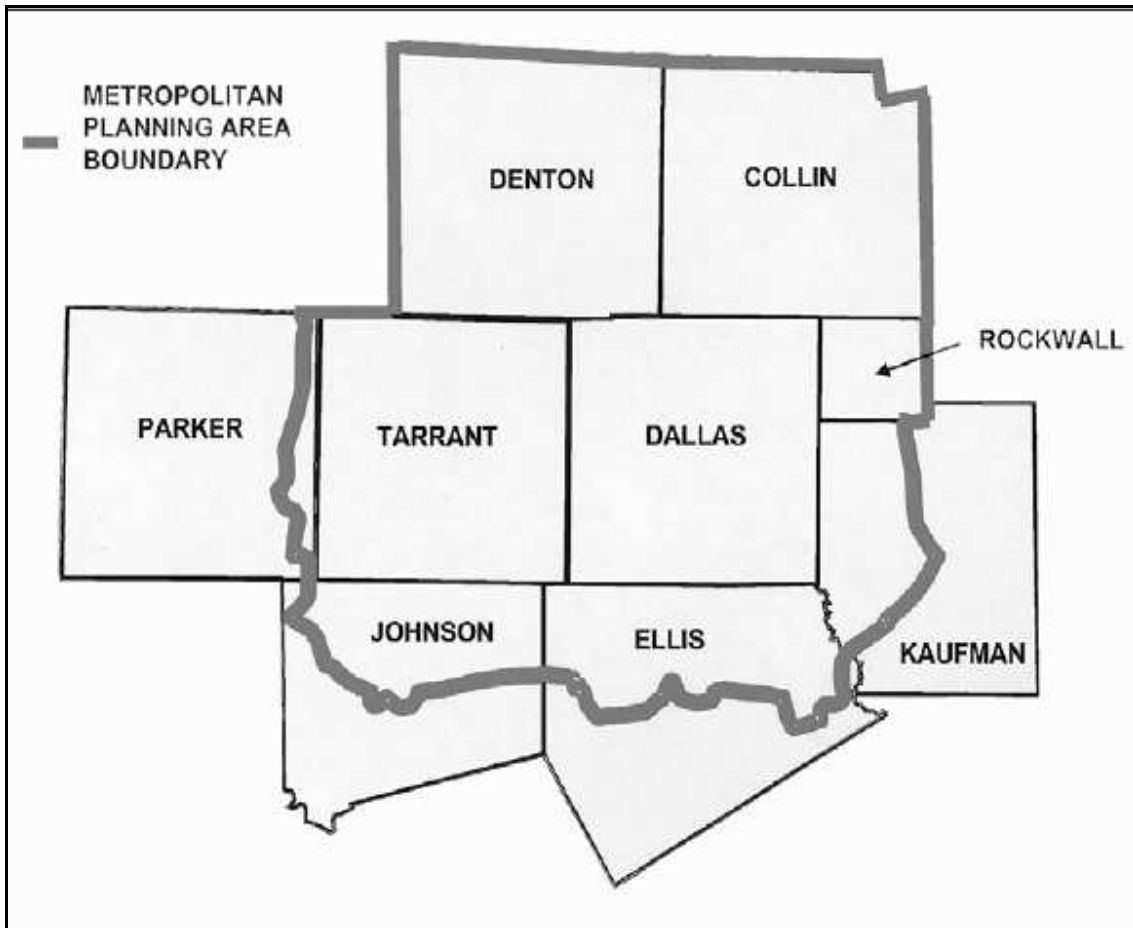 METROPOLITAN
PLANNING AREA
BOUNDARY
DENTON
COLLIN
ROCKWALL
PARKER
TARRANT
DALLAS
JOHNSON
ELLIS
KAUFMAN